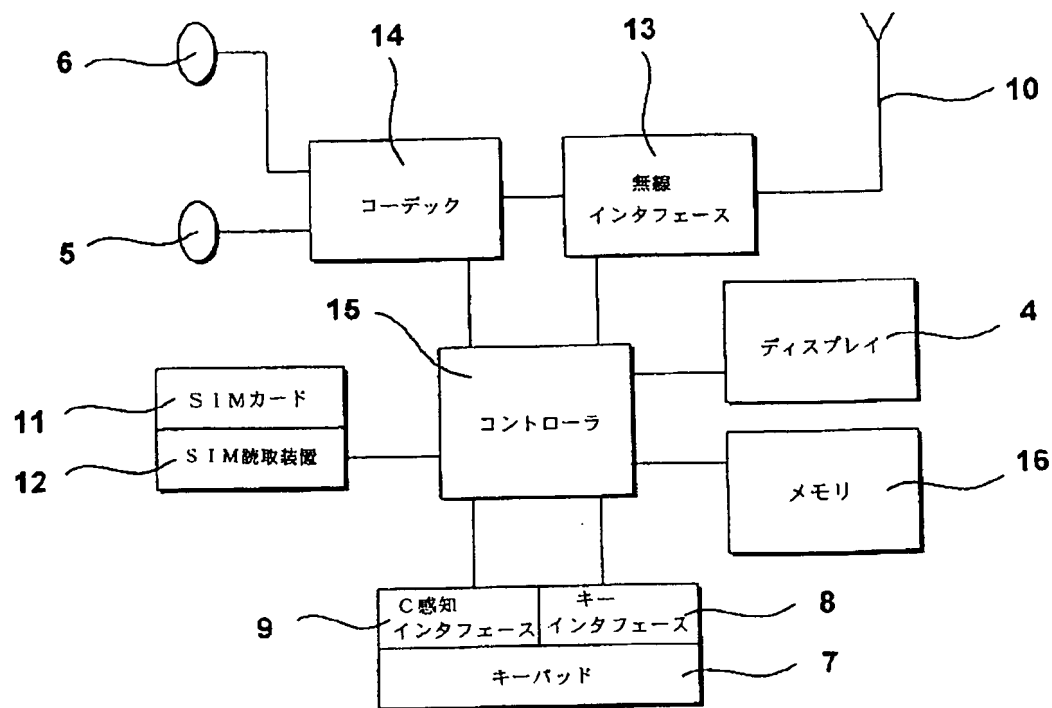 6
14
13
10
コーデック
無線
インタフェース
5
15
4
ディスプレイ
11
SIMカード
コントローラ
12
SIM読取装置
16
メモリ
9
C感知
インタフェース
キー
インタフェーズ
8
キーパッド
7